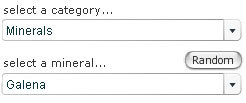 select a category...
Minerals
Random
select a mineral...
Galena